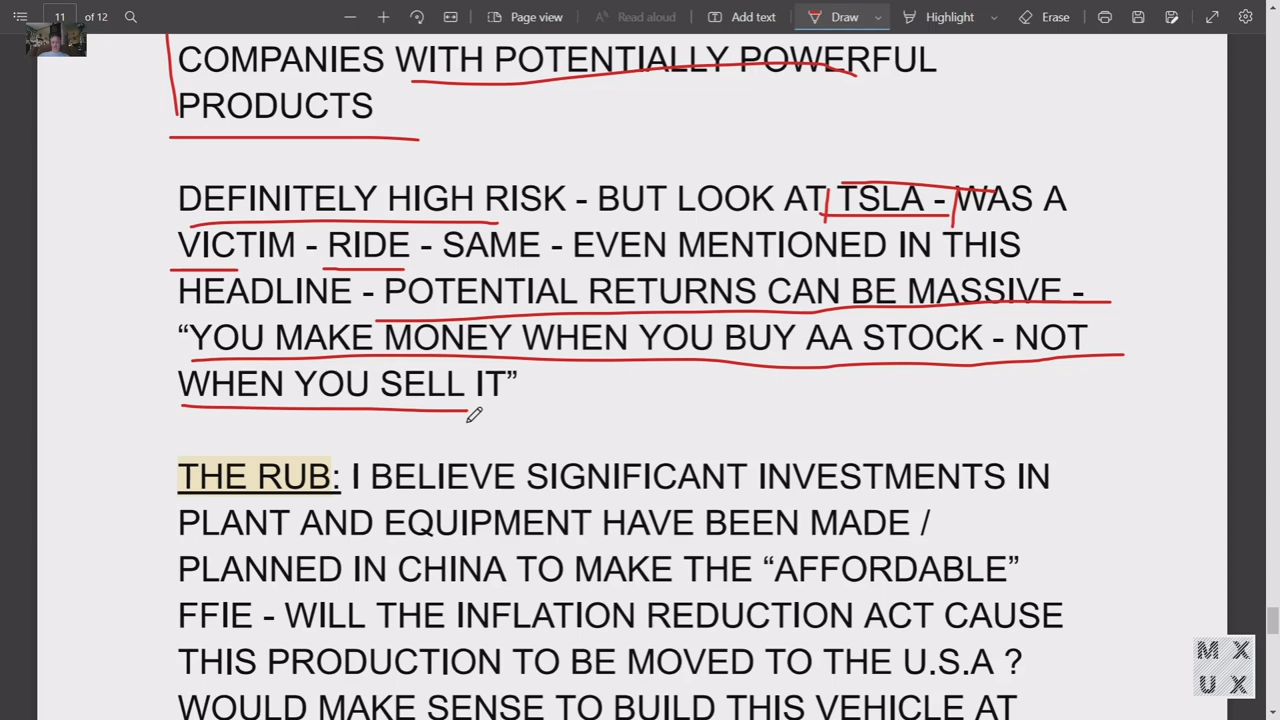 11 of 12
Page view
Read aloud
Add text
Draw
Highlight
Erase
COMPANIES WITH POTENTIALLY POWERFUL
PRODUCTS
DEFINITELY HIGH RISK - BUT LOOK AT TSLA - WAS A
VICTIM - RIDE - SAME - EVEN MENTIONED IN THIS
HEADLINE - POTENTIAL RETURNS CAN BE MASSIVE -
“YOU MAKE MONEY WHEN YOU BUY AA STOCK - NOT
WHEN YOU SELL IT”
THE RUB: I BELIEVE SIGNIFICANT INVESTMENTS IN
PLANT AND EQUIPMENT HAVE BEEN MADE /
PLANNED IN CHINA TO MAKE THE “AFFORDABLE”
FFIE - WILL THE INFLATION REDUCTION ACT CAUSE
THIS PRODUCTION TO BE MOVED TO THE U.S.A ?
WOULD MAKE SENSE TO BUILD THIS VEHICLE AT
M X
U X